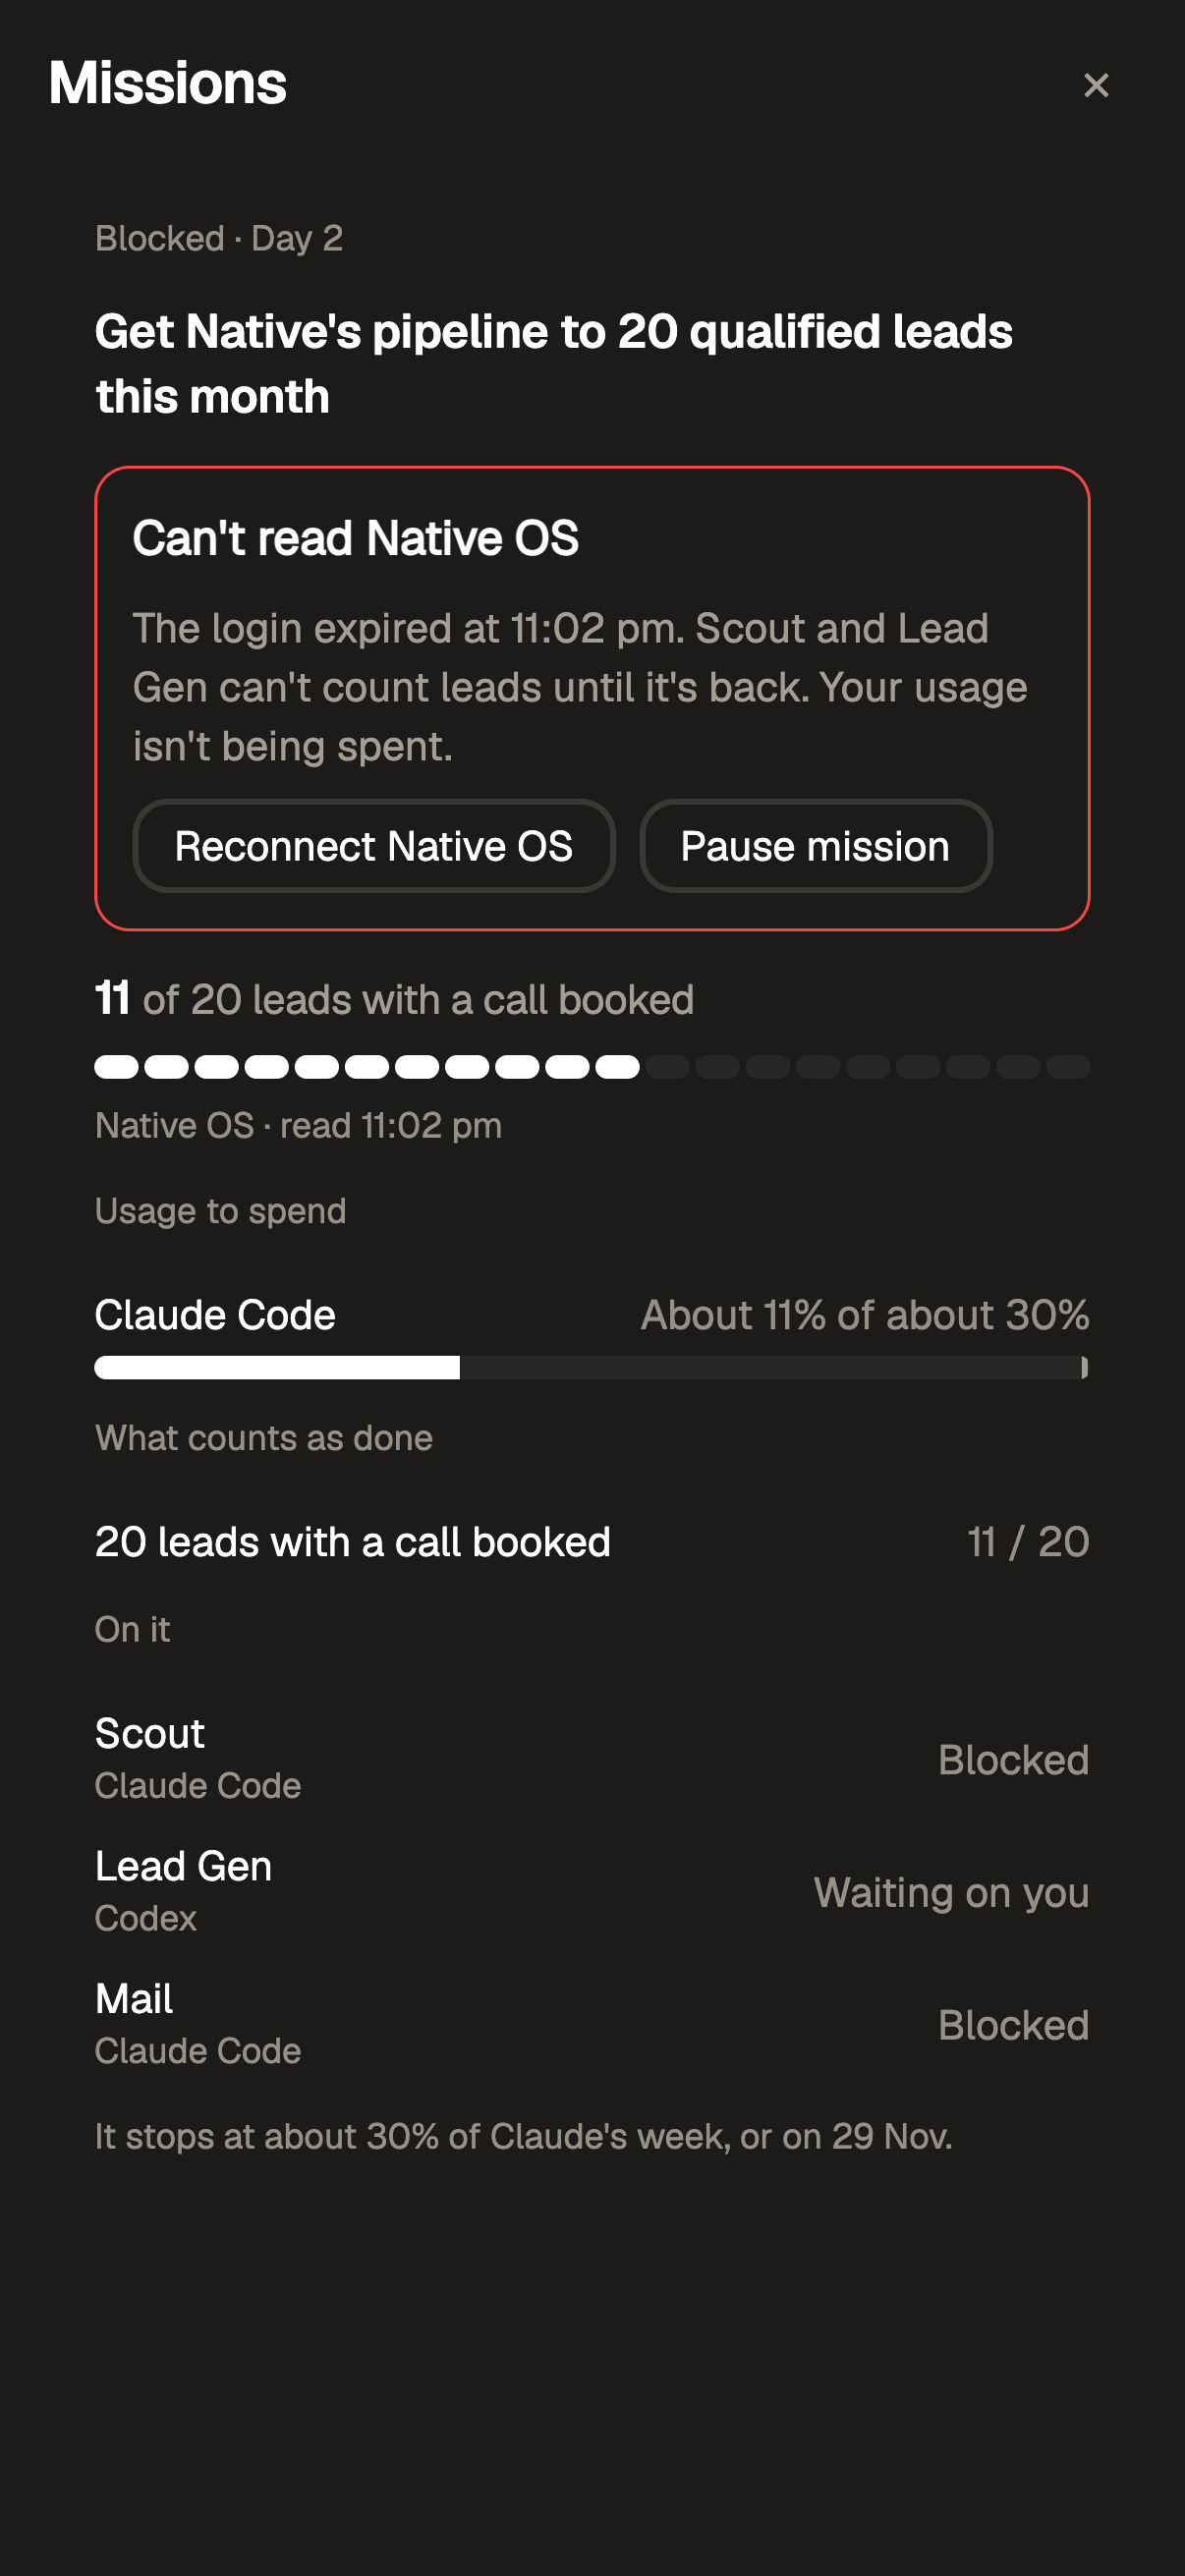 Missions
Blocked · Day 2
Get Native's pipeline to 20 qualified leads
this month
Can't read Native OS
The login expired at 11:02 pm. Scout and Lead
Gen can't count leads until it's back. Your usage
isn't being spent.
Reconnect Native OS
Pause mission
11 of 20 leads with a call booked
Native OS · read 11:02 pm
Usage to spend
Claude Code About 11% of about 30%
What counts as done
20 leads with a call booked 11 / 20
On it
Scout
Claude Code
Blocked
Lead Gen
Codex
Waiting on you
Mail
Claude Code
Blocked
It stops at about 30% of Claude's week, or on 29 Nov.